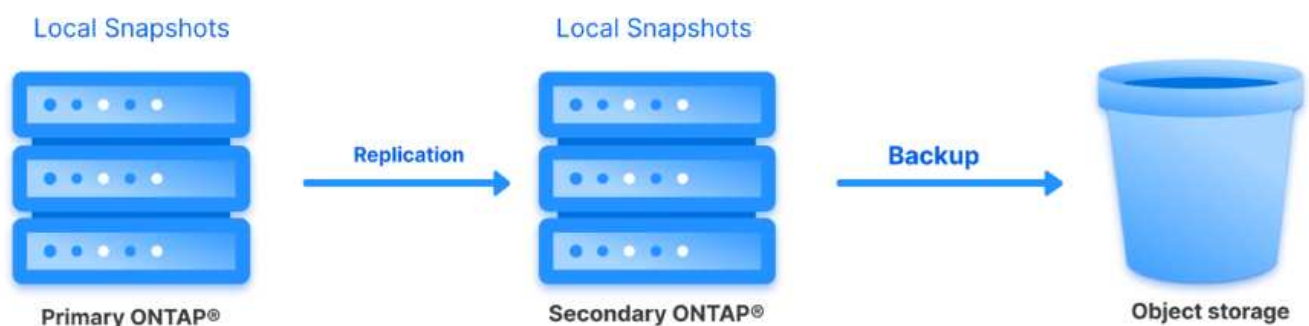 Local Snapshots
Local Snapshots
Replication
Backup
Primary ONTAP®
Secondary ONTAP®
Object storage